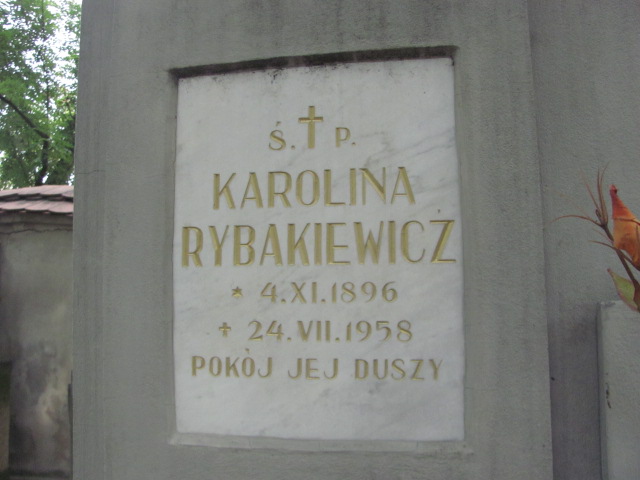 Ś. P.
KAROLINA
RYBAKIEWICZ
* 4.XI.1896
+ 24.VII.1958
POKÓJ JEJ DUSZY